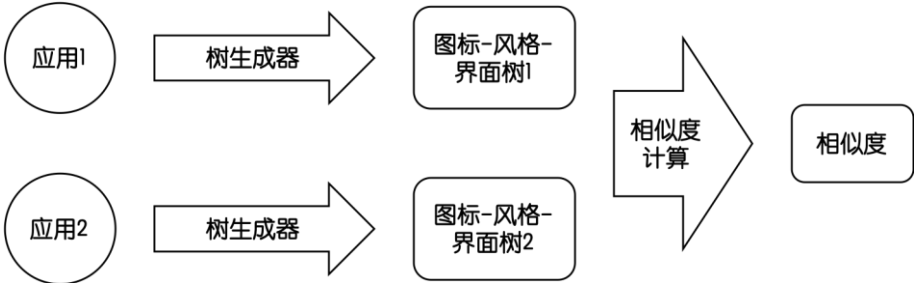 应用1
树生成器
图标-风格-
界面树1
相似度
计算
相似度
应用2
树生成器
图标-风格-
界面树2